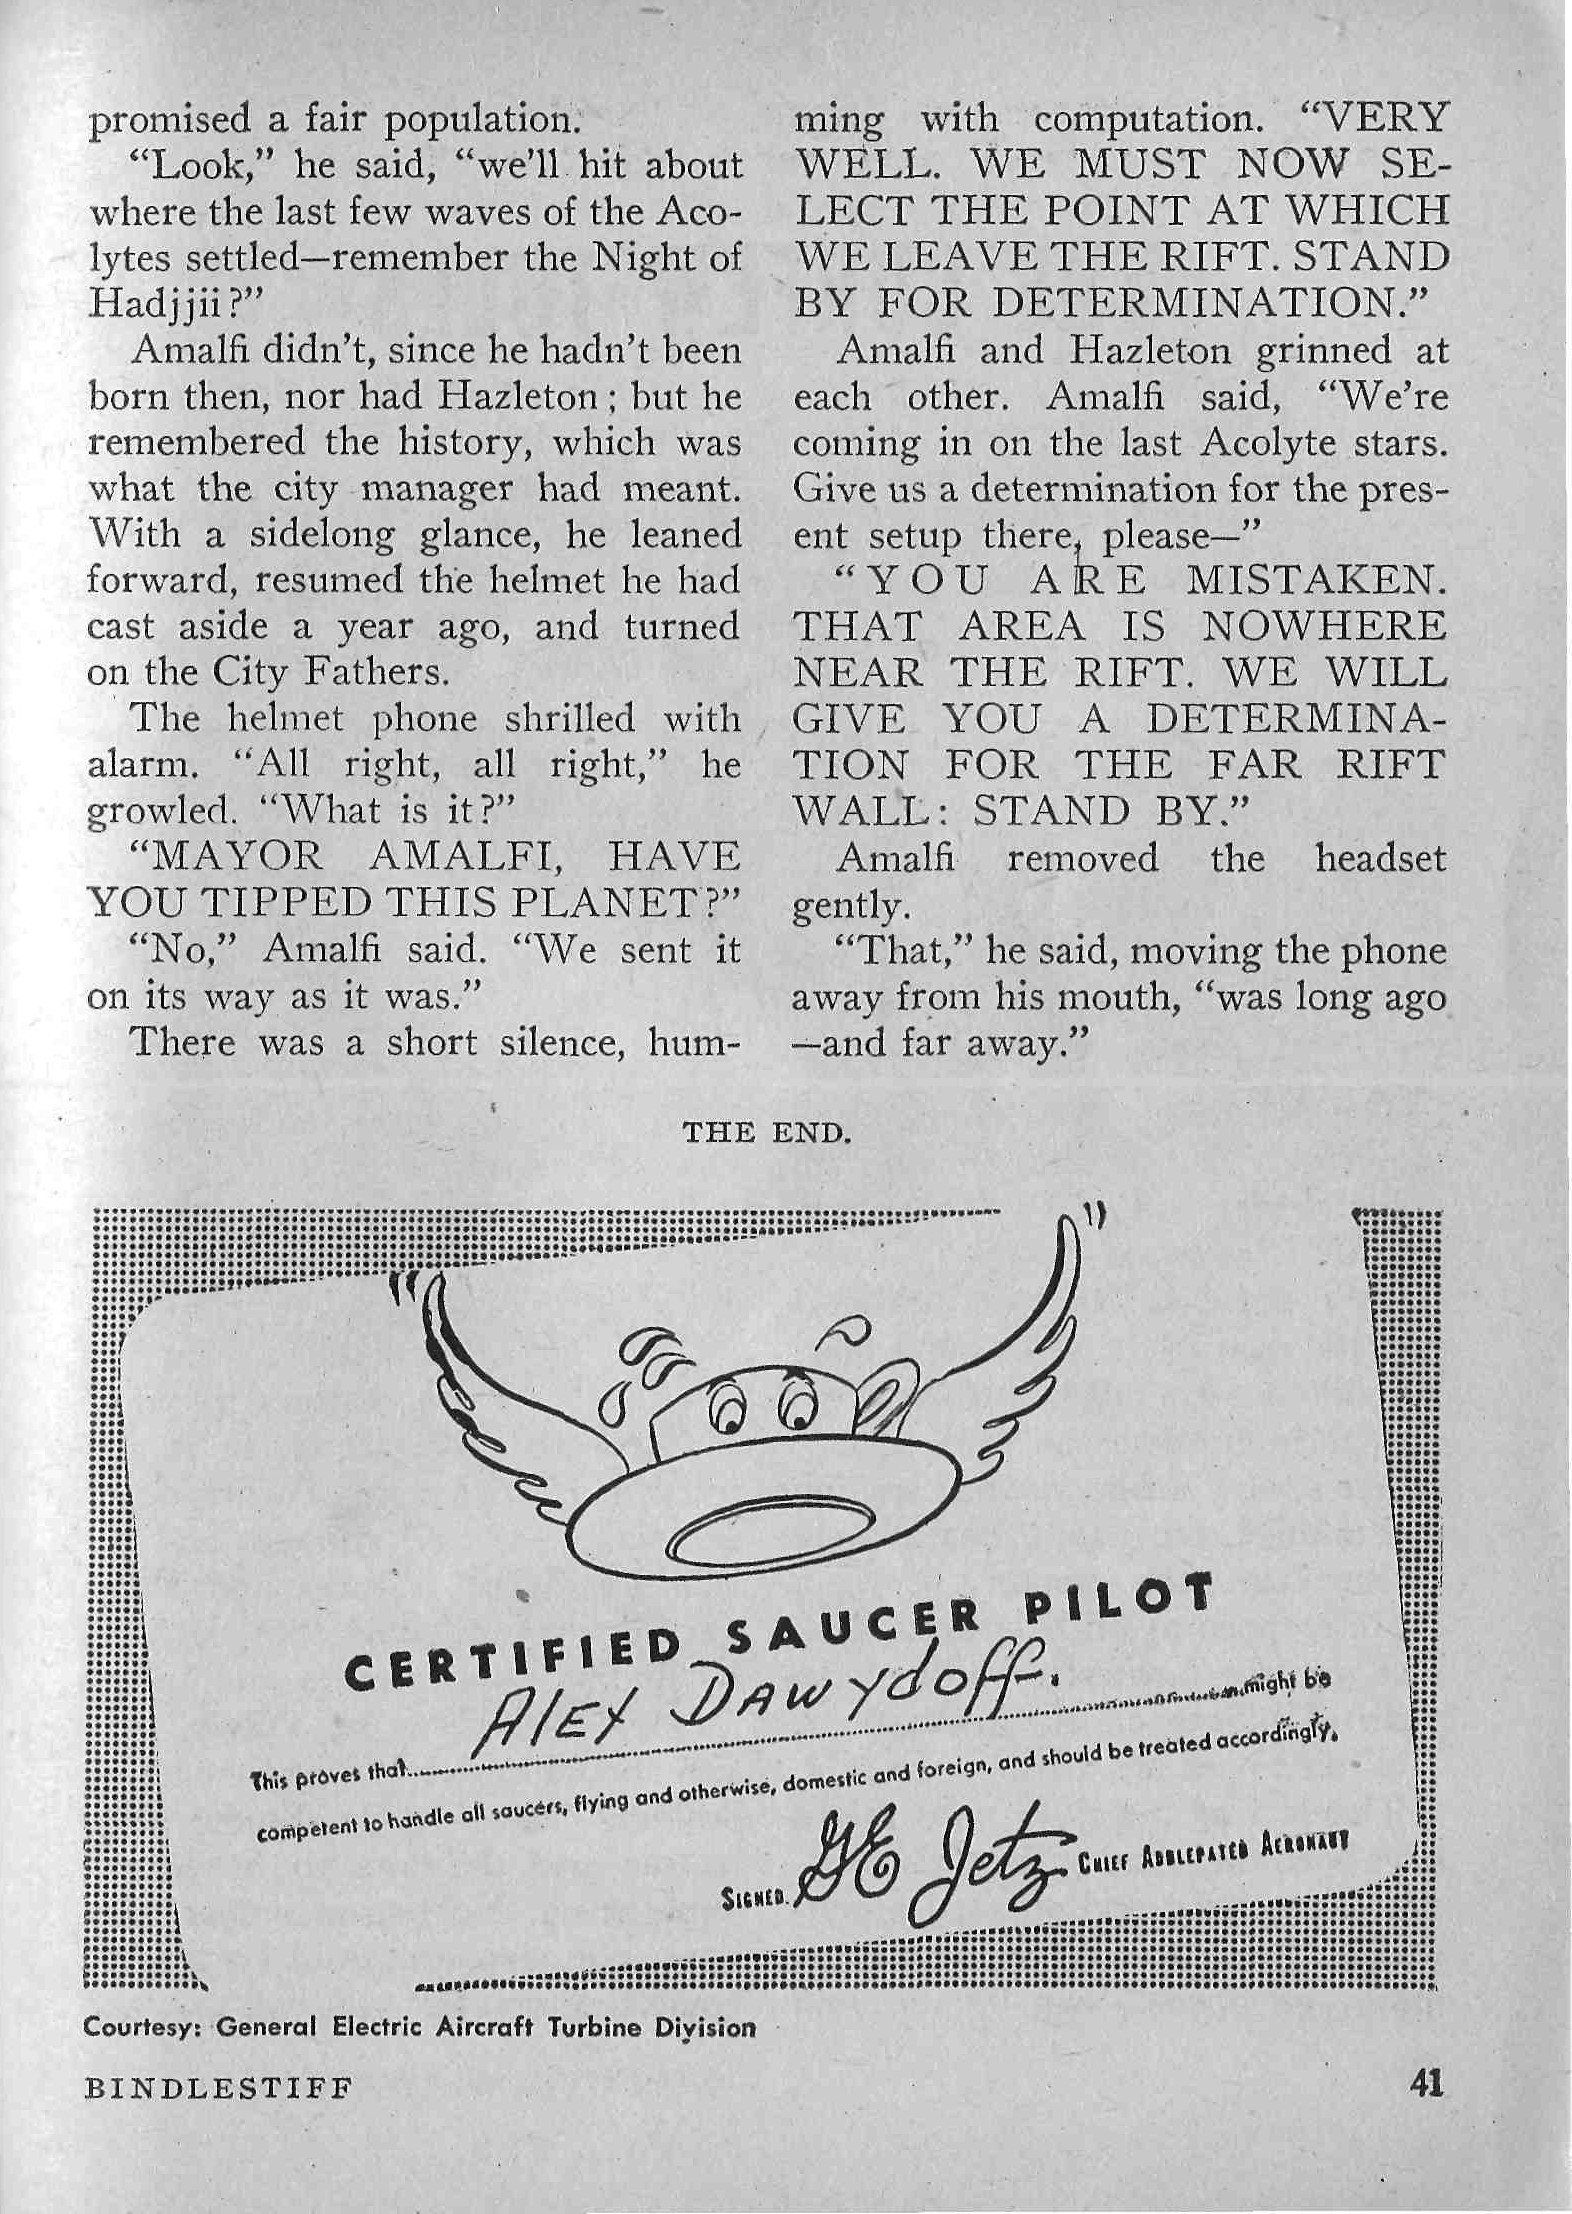 promised a fair population.
“Look,” he said, “we’ll hit about
where the last few waves of the Aco-
lytes settled—remember the Night of
Hadjjii?”
Amalfi didn’t, since he hadn’t been
born then, nor had Hazleton; but he
remembered the history, which was
what the city manager had meant.
With a sidelong glance, he leaned
forward, resumed the helmet he had
cast aside a year ago, and turned
on the City Fathers.
The helmet phone shrilled with
alarm. “All right, all right,” he
growled. “What is it?”
“MAYOR AMALFI, HAVE
YOU TIPPED THIS PLANET?”
“No,” Amalfi said. “We sent it
on its way as it was.”
There was a short silence, hum-
ming with computation. “VERY
WELL. WE MUST NOW SE-
LECT THE POINT AT WHICH
WE LEAVE THE RIFT. STAND
BY FOR DETERMINATION.”
Amalfi and Hazleton grinned at
each other. Amalfi said, “We’re
coming in on the last Acolyte stars.
Give us a determination for the pres-
ent setup there, please—”
“YOU ARE MISTAKEN.
THAT AREA IS NOWHERE
NEAR THE RIFT. WE WILL
GIVE YOU A DETERMINA-
TION FOR THE FAR RIFT
WALL: STAND BY.”
Amalfi removed the headset
gently.
“That,” he said, moving the phone
away from his mouth, “was long ago
—and far away.”
THE END.
CERTIFIED SAUCER PILOT
Alex Dawydoff.
This proves that might be
competent to handle all saucers, flying and otherwise, domestic and foreign, and should be treated accordingly.
SIGNED. GE Jetz CHIEF ADDLEPATED AERONAUT
Courtesy: General Electric Aircraft Turbine Division
BINDLESTIFF
41